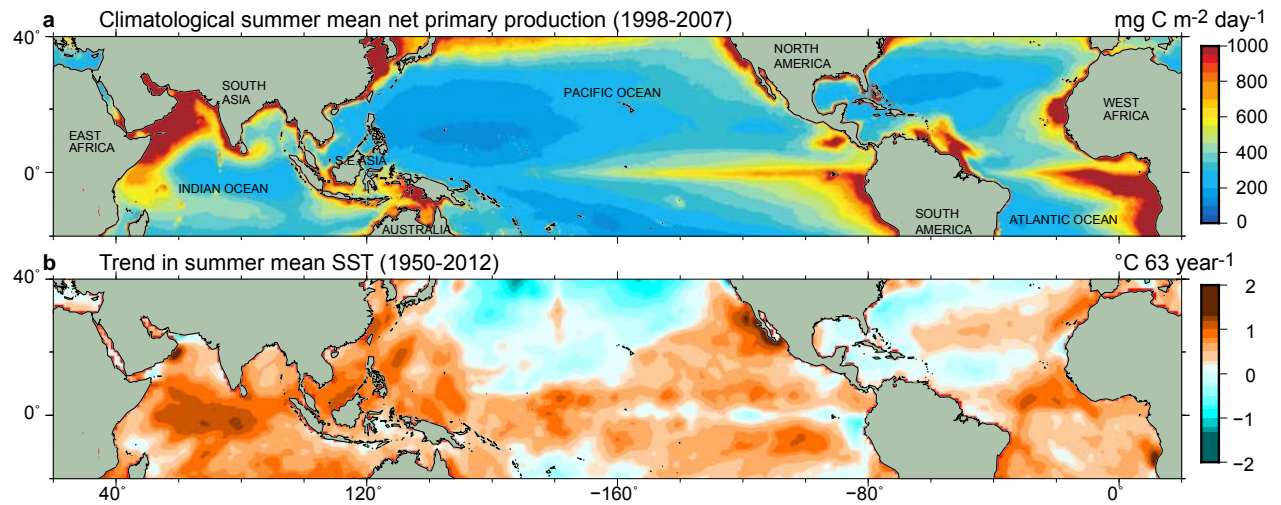 a Climatological summer mean net primary production (1998-2007) mg C m-2 day-1
40°
0°
EAST
AFRICA
SOUTH
ASIA
S.E.ASIA
INDIAN OCEAN
AUSTRALIA
PACIFIC OCEAN
NORTH
AMERICA
SOUTH
AMERICA
ATLANTIC OCEAN
WEST
AFRICA
1000
800
600
400
200
0
b Trend in summer mean SST (1950-2012) °C 63 year-1
40°
0°
2
1
0
−1
−2
40° 120° −160° −80° 0°